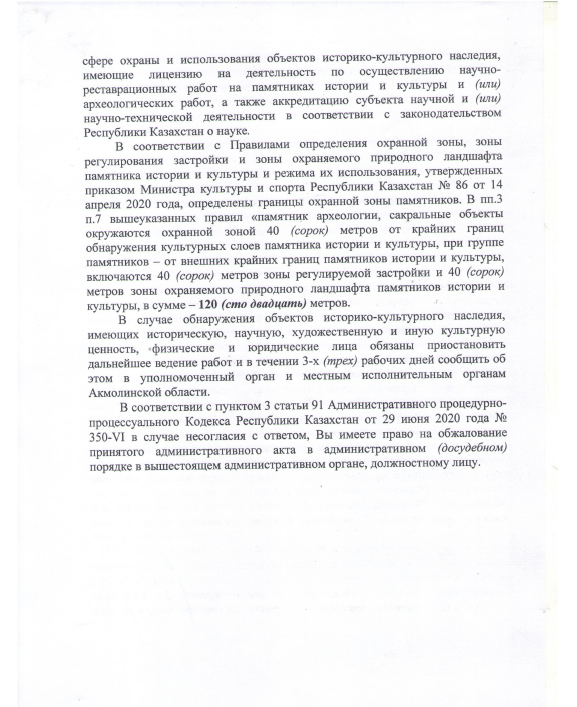 сфере охраны и использования объектов историко-культурного наследия,
имеющие лицензию на деятельность по осуществлению научно-
реставрационных работ на памятниках истории и культуры и (или)
археологических работ, а также аккредитацию субъекта научной и (или)
научно-технической деятельности в соответствии с законодательством
Республики Казахстан о науке.
В соответствии с Правилами определения охранной зоны, зоны
регулирования застройки и зоны охраняемого природного ландшафта
памятника истории и культуры и режима их использования, утвержденных
приказом Министра культуры и спорта Республики Казахстан № 86 от 14
апреля 2020 года, определены границы охранной зоны памятников. В пп.3
п.7 вышеуказанных правил «памятник археологии, сакральные объекты
окружаются охранной зоной 40 (сорок) метров от крайних границ
обнаружения культурных слоев памятника истории и культуры, при группе
памятников – от внешних крайних границ памятников истории и культуры,
включаются 40 (сорок) метров зоны регулируемой застройки и 40 (сорок)
метров зоны охраняемого природного ландшафта памятников истории и
культуры, в сумме – 120 (сто двадцать) метров.
В случае обнаружения объектов историко-культурного наследия,
имеющих историческую, научную, художественную и иную культурную
ценность, физические и юридические лица обязаны приостановить
дальнейшее ведение работ и в течении 3-х (трех) рабочих дней сообщить об
этом в уполномоченный орган и местным исполнительным органам
Акмолинской области.
В соответствии с пунктом 3 статьи 91 Административного процедурно-
процессуального Кодекса Республики Казахстан от 29 июня 2020 года №
350-VI в случае несогласия с ответом, Вы имеете право на обжалование
принятого административного акта в административном (досудебном)
порядке в вышестоящем административном органе, должностному лицу.